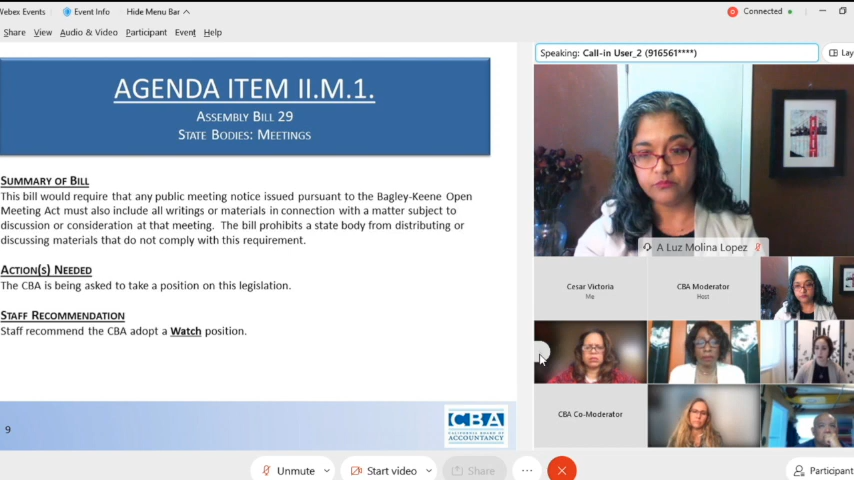 Webex Events
Event Info
Hide Menu Bar
Connected
Share View Audio & Video Participant Event Help
Speaking: Call-in User_2 (916561****)
Lay
AGENDA ITEM II.M.1.
ASSEMBLY BILL 29
STATE BODIES: MEETINGS
SUMMARY OF BILL
This bill would require that any public meeting notice issued pursuant to the Bagley-Keene Open
Meeting Act must also include all writings or materials in connection with a matter subject to
discussion or consideration at that meeting. The bill prohibits a state body from distributing or
discussing materials that do not comply with this requirement.
ACTION(S) NEEDED
The CBA is being asked to take a position on this legislation.
STAFF RECOMMENDATION
Staff recommend the CBA adopt a Watch position.
9
CBA
CALIFORNIA BOARD OF
ACCOUNTANCY
A Luz Molina Lopez
Cesar Victoria
Me
CBA Moderator
Host
CBA Co-Moderator
Unmute
Start video
Share
Participant